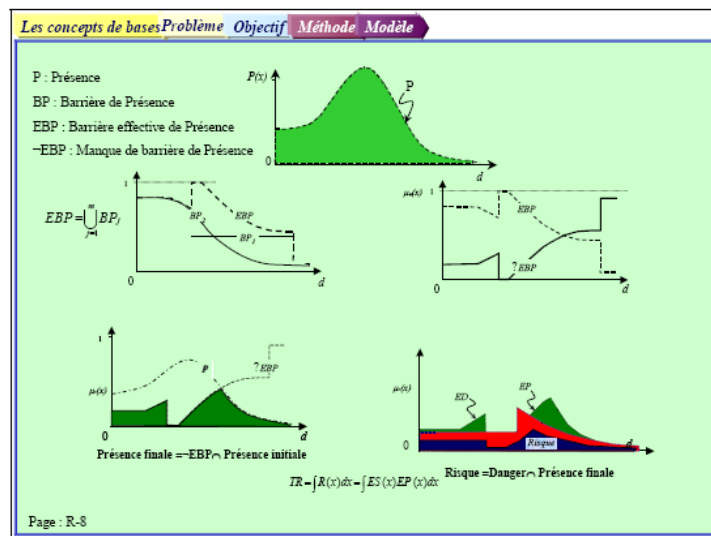 Les concepts de bases Problème Objectif Méthode Modèle
P : Présence
BP : Barrière de Présence
EBP : Barrière effective de Présence
¬EBP : Manque de barrière de Présence
P(x)
P
0
d
EBP = ⋃ BPj
m
j=1
1
BP2
EBP
BP1
0
d
1
EBP
? EBP
0
d
1
P
? EBP
0
d
Présence finale =¬EBP∩ Présence initiale
ED
EP
Risque
0
d
Risque =Danger∩ Présence finale
TR=∫R(x)dx=∫ES(x)EP(x)dx
Page : R-8